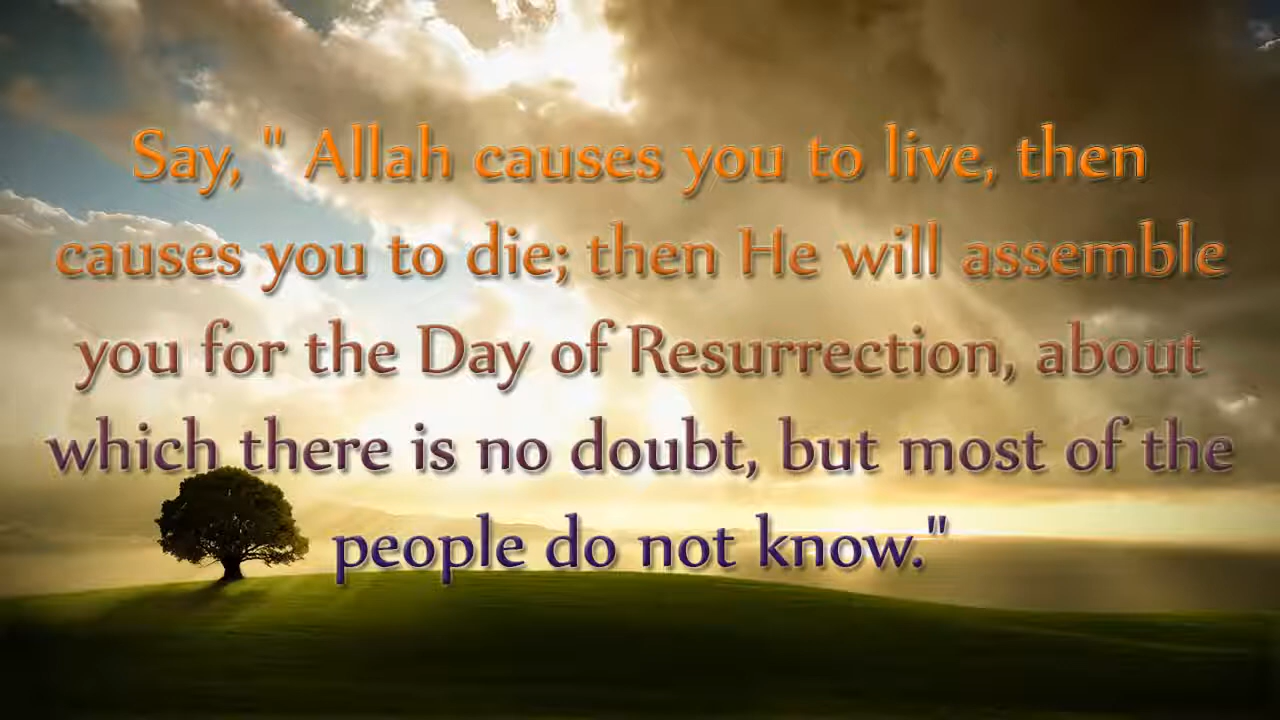 Say, " Allah causes you to live, then
causes you to die; then He will assemble
you for the Day of Resurrection, about
which there is no doubt, but most of the
people do not know."